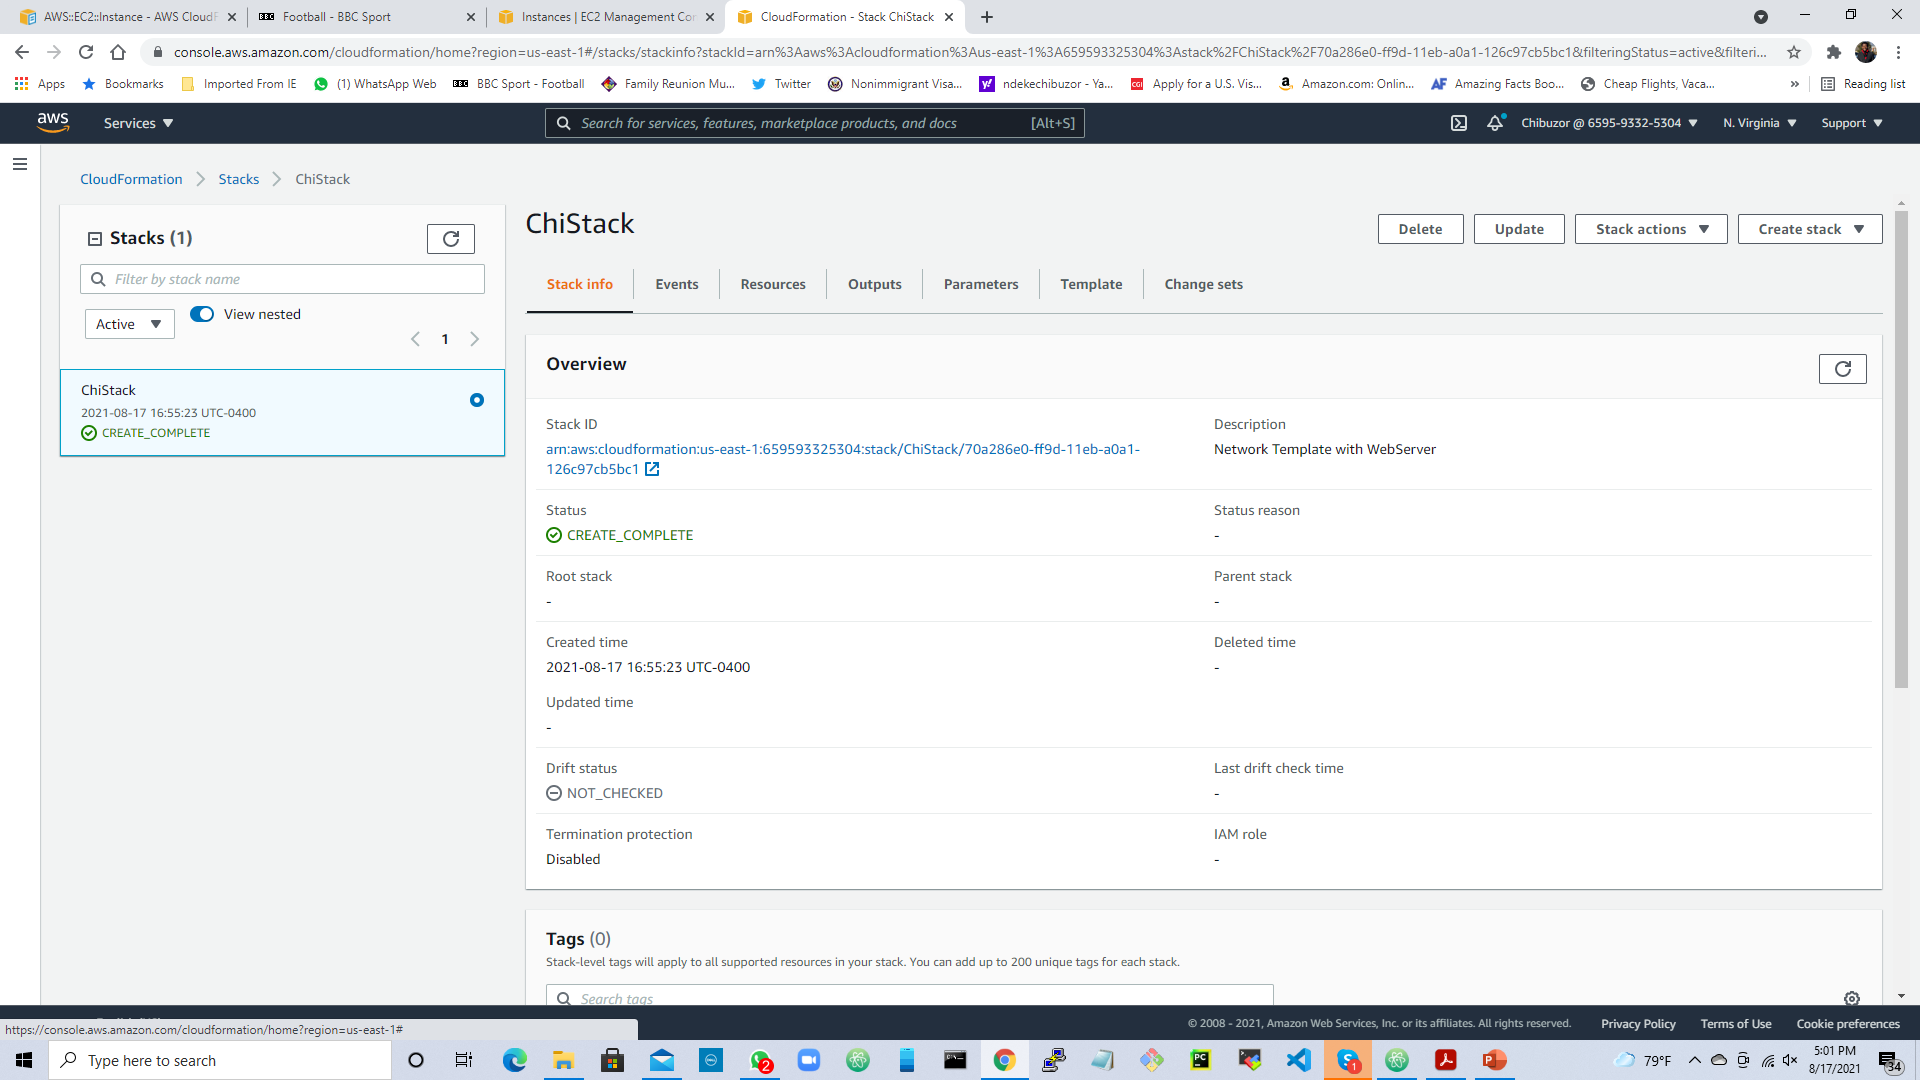 AWS::EC2::Instance - AWS CloudF
Football - BBC Sport
Instances | EC2 Management Con
CloudFormation - Stack ChiStack
console.aws.amazon.com/cloudformation/home?region=us-east-1#/stacks/stackinfo?stackId=arn%3Aaws%3Acloudformation%3Aus-east-1%3A659593325304%3Astack%2FChiStack%2F70a286e0-ff9d-11eb-a0a1-126c97cb5bc1&filteringStatus=active&filteri...
Apps
Bookmarks
Imported From IE
(1) WhatsApp Web
BBC Sport - Football
Family Reunion Mu...
Twitter
Nonimmigrant Visa...
ndekechibuzor - Ya...
Apply for a U.S. Vis...
Amazon.com: Onlin...
AF Amazing Facts Boo...
Cheap Flights, Vaca...
»
Reading list
aws
Services
Search for services, features, marketplace products, and docs [Alt+S]
Chibuzor @ 6595-9332-5304
N. Virginia
Support
CloudFormation
Stacks
ChiStack
Stacks (1)
Filter by stack name
Active
View nested
1
ChiStack
2021-08-17 16:55:23 UTC-0400
CREATE_COMPLETE
ChiStack
Delete
Update
Stack actions
Create stack
Stack info
Events
Resources
Outputs
Parameters
Template
Change sets
Overview
Stack ID
arn:aws:cloudformation:us-east-1:659593325304:stack/ChiStack/70a286e0-ff9d-11eb-a0a1-
126c97cb5bc1
Description
Network Template with WebServer
Status
CREATE_COMPLETE
Status reason
-
Root stack
-
Parent stack
-
Created time
2021-08-17 16:55:23 UTC-0400
Deleted time
-
Updated time
-
Drift status
NOT_CHECKED
Last drift check time
-
Termination protection
Disabled
IAM role
-
Tags (0)
Stack-level tags will apply to all supported resources in your stack. You can add up to 200 unique tags for each stack.
Search tags
© 2008 - 2021, Amazon Web Services, Inc. or its affiliates. All rights reserved.
Privacy Policy
Terms of Use
Cookie preferences
https://console.aws.amazon.com/cloudformation/home?region=us-east-1#
Type here to search
79°F
5:01 PM
8/17/2021
34